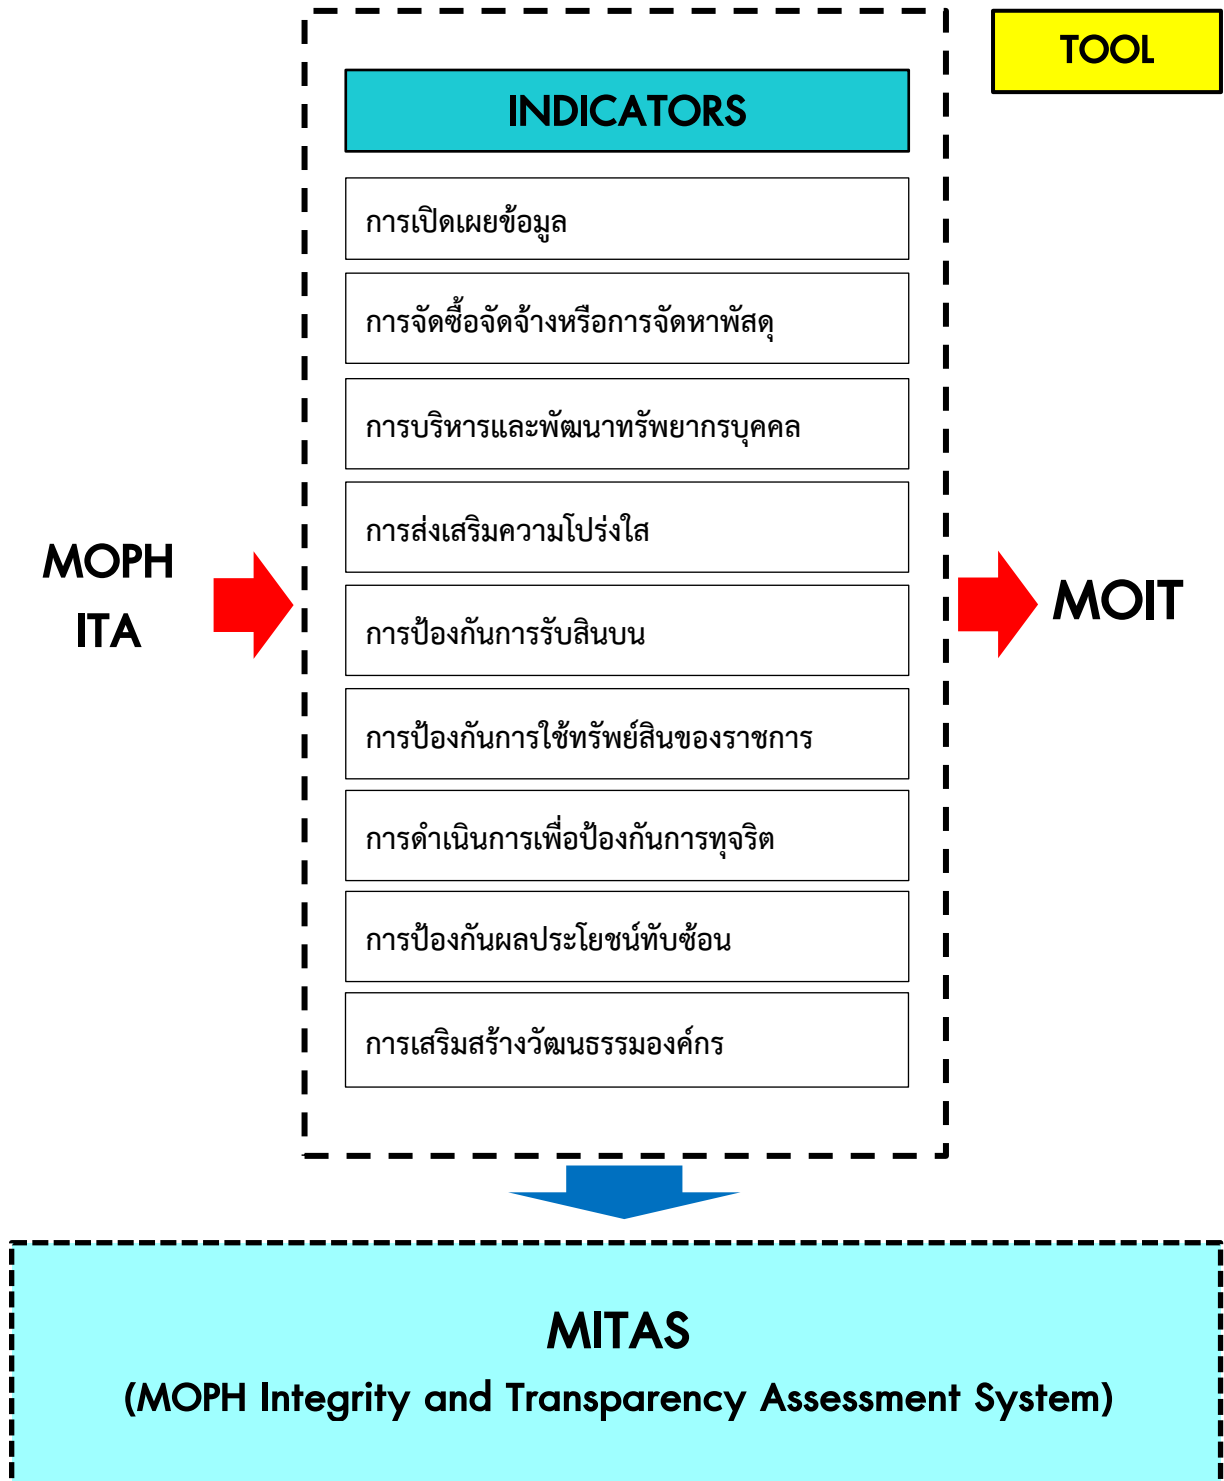 TOOL
INDICATORS
การเปิดเผยข้อมูล
การจัดซื้อจัดจ้างหรือการจัดหาพัสดุ
การบริหารและพัฒนาทรัพยากรบุคคล
การส่งเสริมความโปร่งใส
การป้องกันการรับสินบน
การป้องกันการใช้ทรัพย์สินของราชการ
การดำเนินการเพื่อป้องกันการทุจริต
การป้องกันผลประโยชน์ทับซ้อน
การเสริมสร้างวัฒนธรรมองค์กร
MOPH
ITA
MOIT
MITAS
(MOPH Integrity and Transparency Assessment System)